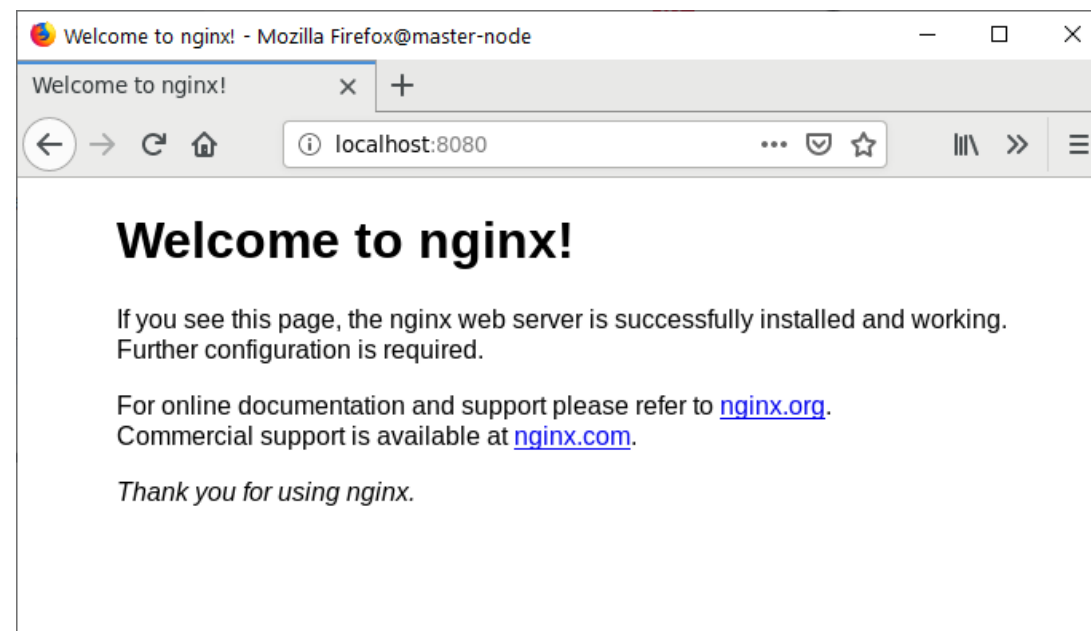 Welcome to nginx! - Mozilla Firefox@master-node
Welcome to nginx!
localhost:8080
Welcome to nginx!
If you see this page, the nginx web server is successfully installed and working.
Further configuration is required.
For online documentation and support please refer to nginx.org.
Commercial support is available at nginx.com.
Thank you for using nginx.